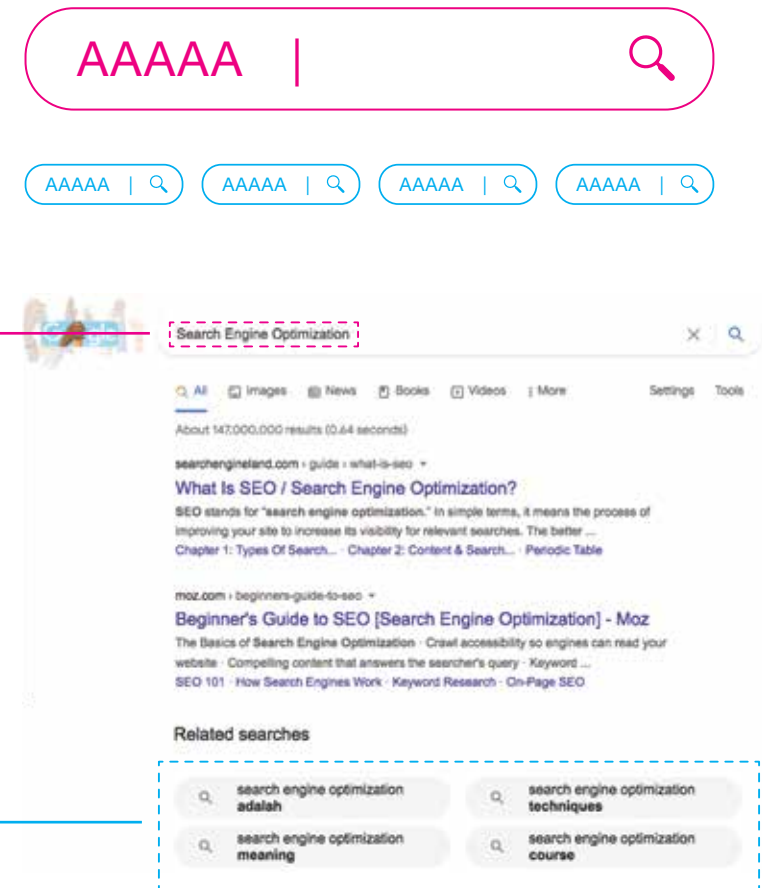 AAAAA |
AAAAA | AAAAA | AAAAA | AAAAA |
Search Engine Optimization
All Images News Books Videos More Settings Tools
About 147.000.000 results (0.64 seconds)
searchengineland.com › guide › what-is-seo
What Is SEO / Search Engine Optimization?
SEO stands for "search engine optimization." In simple terms, it means the process of
improving your site to increase its visibility for relevant searches. The better ...
Chapter 1: Types Of Search... · Chapter 2: Content & Search... · Periodic Table
moz.com › beginners-guide-to-seo
Beginner's Guide to SEO [Search Engine Optimization] - Moz
The Basics of Search Engine Optimization · Crawl accessibility so engines can read your
website · Compelling content that answers the searcher's query · Keyword ...
SEO 101 · How Search Engines Work · Keyword Research · On-Page SEO
Related searches
search engine optimization search engine optimization
adalah techniques
search engine optimization search engine optimization
meaning course